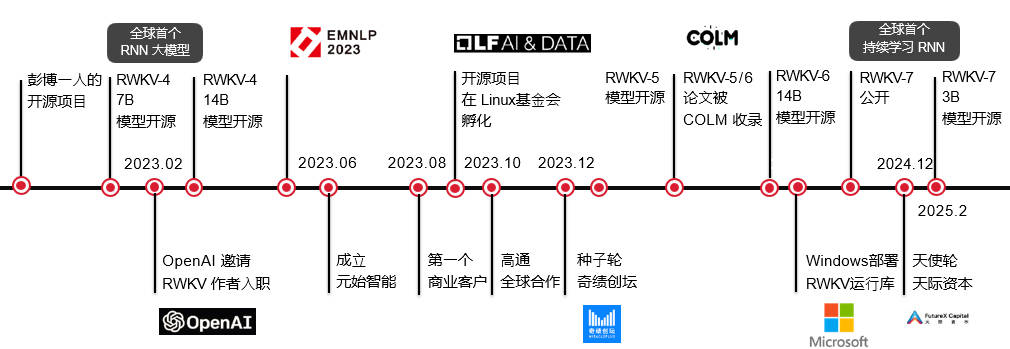 全球首个
RNN 大模型
EMNLP
2023
LF AI & DATA
COLM
全球首个
持续学习 RNN
彭博一人的
开源项目
RWKV-4
7B
模型开源
RWKV-4
14B
模型开源
开源项目
在 Linux基金会
孵化
RWKV-5
模型开源
RWKV-5/6
论文被
COLM 收录
RWKV-6
14B
模型开源
RWKV-7
公开
RWKV-7
3B
模型开源
2023.02
2023.06
2023.08
2023.10
2023.12
2024.12
2025.2
OpenAI 邀请
RWKV 作者入职
成立
元始智能
第一个
商业客户
高通
全球合作
种子轮
奇绩创坛
Windows部署
RWKV运行库
天使轮
天际资本
OpenAI
奇绩创坛
Microsoft
FutureX Capital
天际资本